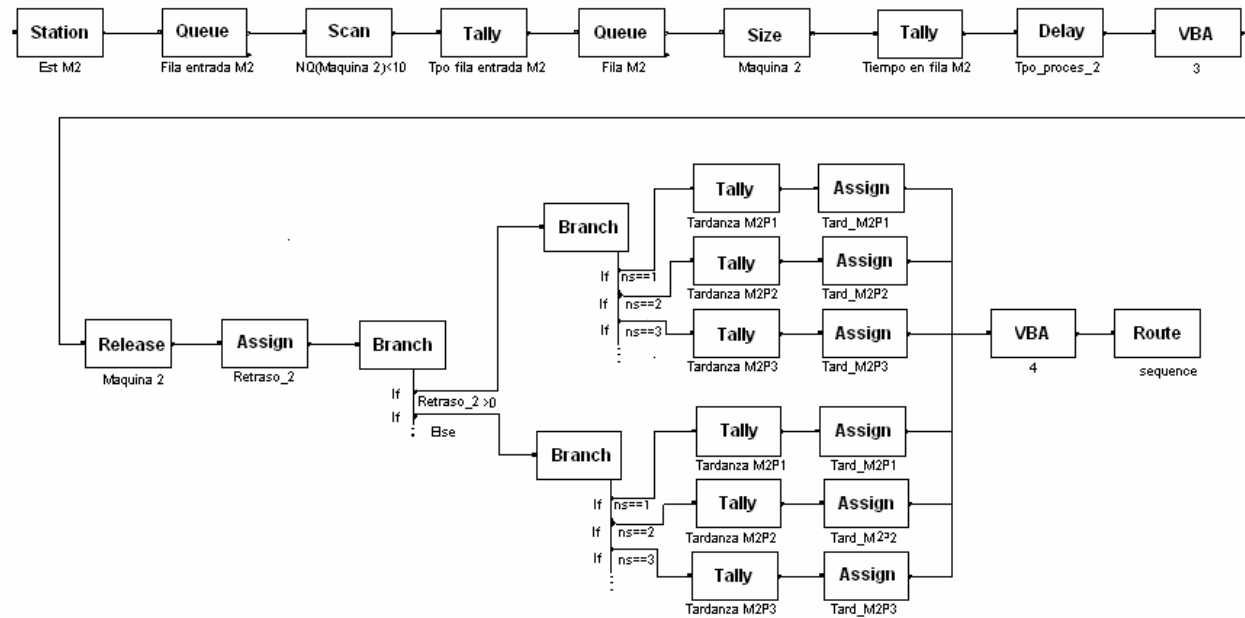 Station
Queue
Scan
Tally
Queue
Size
Tally
Delay
VBA
Est M2
Fila entrada M2
NQ(Maquina 2)<10
Tpo fila entrada M2
Fila M2
Maquina 2
Tiempo en fila M2
Tpo_proces_2
3
Tally
Assign
Tardanza M2P1
Tard_M2P1
Branch
If ns==1
Tally
Assign
Tardanza M2P2
Tard_M2P2
If ns==2
Tally
Assign
Tardanza M2P3
Tard_M2P3
If ns==3
Release
Assign
Branch
VBA
Route
Maquina 2
Retraso_2
4
sequence
If Retraso_2 >0
If
Else
Branch
Tally
Assign
Tardanza M2P1
Tard_M2P1
If ns==1
Tally
Assign
Tardanza M2P2
Tard_M2P2
If ns==2
Tally
Assign
Tardanza M2P3
Tard_M2P3
If ns==3